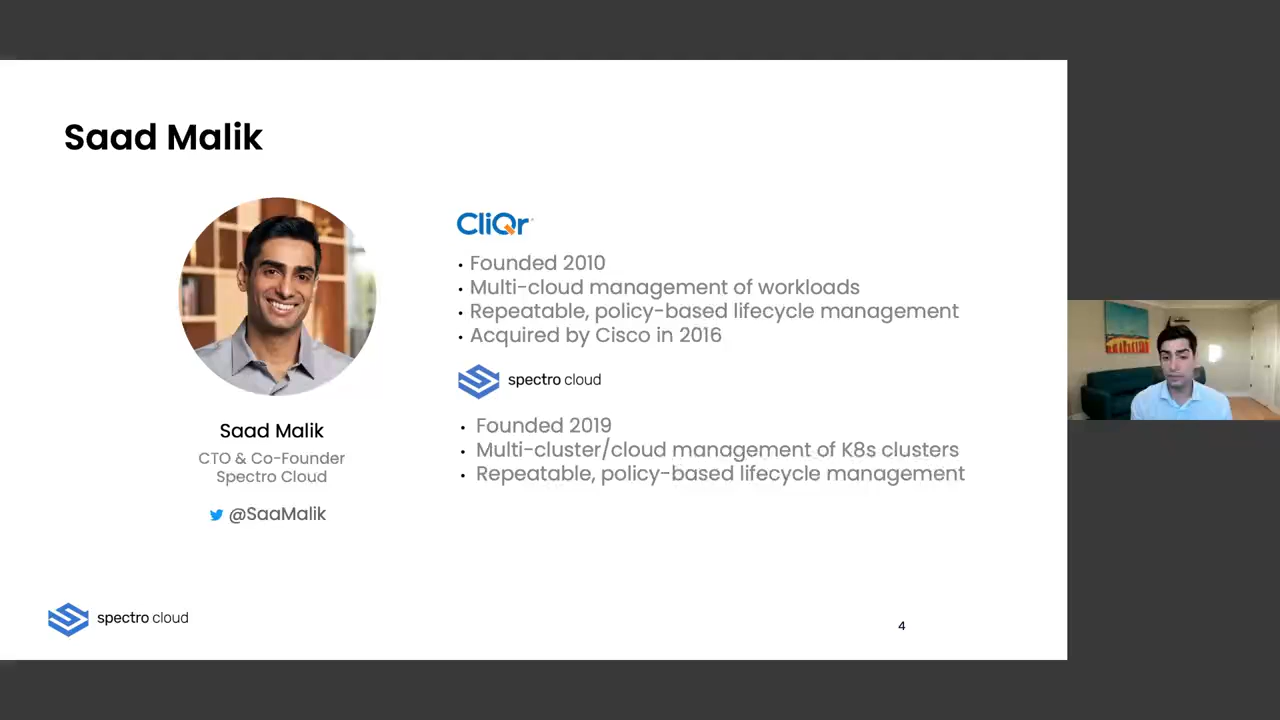 Saad Malik
CliQr
Founded 2010
Multi-cloud management of workloads
Repeatable, policy-based lifecycle management
Acquired by Cisco in 2016
spectro cloud
Founded 2019
Multi-cluster/cloud management of K8s clusters
Repeatable, policy-based lifecycle management
Saad Malik
CTO & Co-Founder
Spectro Cloud
@SaaMalik
spectro cloud
4